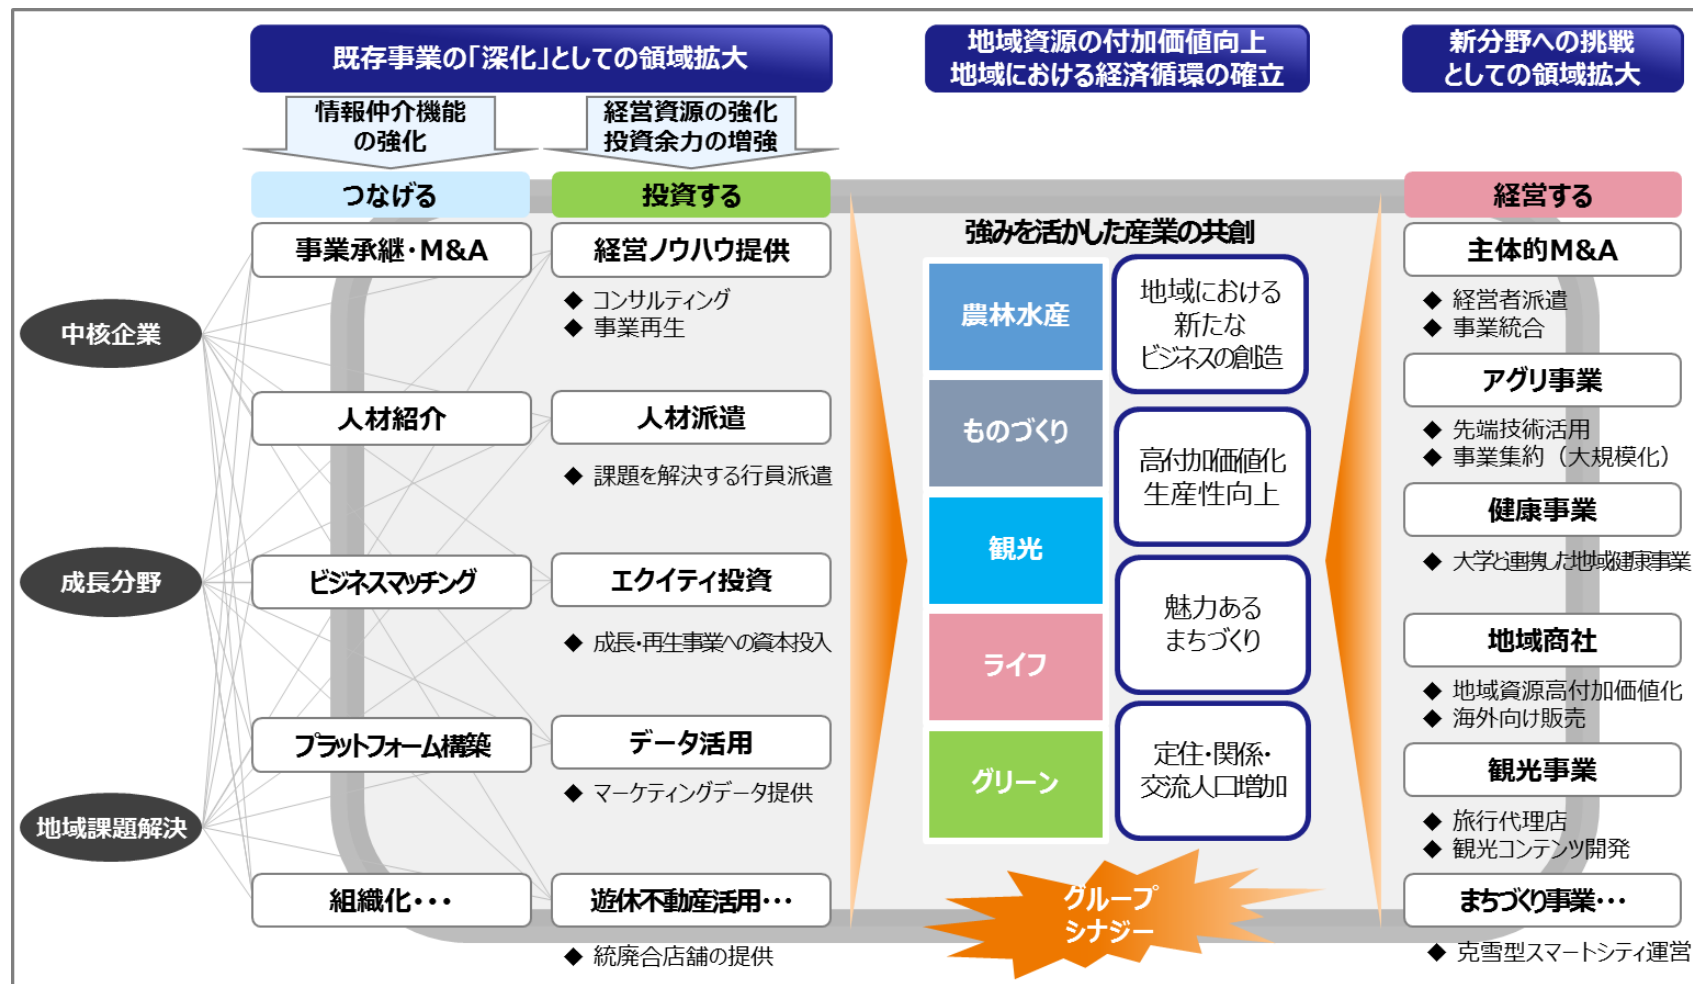 既存事業の「深化」としての領域拡大
地域資源の付加価値向上
地域における経済循環の確立
新分野への挑戦
としての領域拡大
情報仲介機能
の強化
経営資源の強化
投資余力の増強
つなげる
投資する
経営する
強みを活かした産業の共創
中核企業
成長分野
地域課題解決
事業承継・M&A
人材紹介
ビジネスマッチング
プラットフォーム構築
組織化・・・
経営ノウハウ提供
◆ コンサルティング
◆ 事業再生
人材派遣
◆ 課題を解決する行員派遣
エクイティ投資
◆ 成長・再生事業への資本投入
データ活用
◆ マーケティングデータ提供
遊休不動産活用・・・
◆ 統廃合店舗の提供
農林水産
ものづくり
観光
ライフ
グリーン
地域における
新たな
ビジネスの創造
高付加価値化
生産性向上
魅力ある
まちづくり
定住・関係・
交流人口増加
グループ
シナジー
主体的M&A
◆ 経営者派遣
◆ 事業統合
アグリ事業
◆ 先端技術活用
◆ 事業集約（大規模化）
健康事業
◆ 大学と連携した地域健康事業
地域商社
◆ 地域資源高付加価値化
◆ 海外向け販売
観光事業
◆ 旅行代理店
◆ 観光コンテンツ開発
まちづくり事業・・・
◆ 克雪型スマートシティ運営